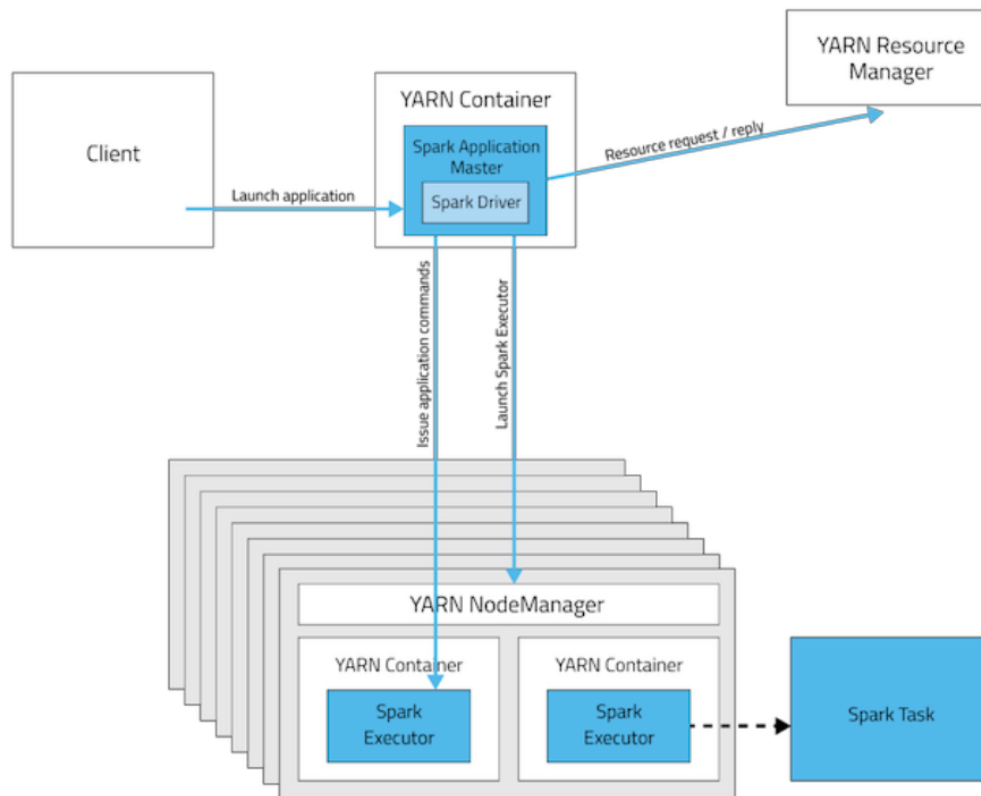 YARN Resource
Manager
YARN Container
Client
Spark Application
Master
Spark Driver
Launch application
Resource request / reply
Issue application commands
Launch Spark Executor
YARN NodeManager
YARN Container
YARN Container
Spark
Executor
Spark
Executor
Spark Task